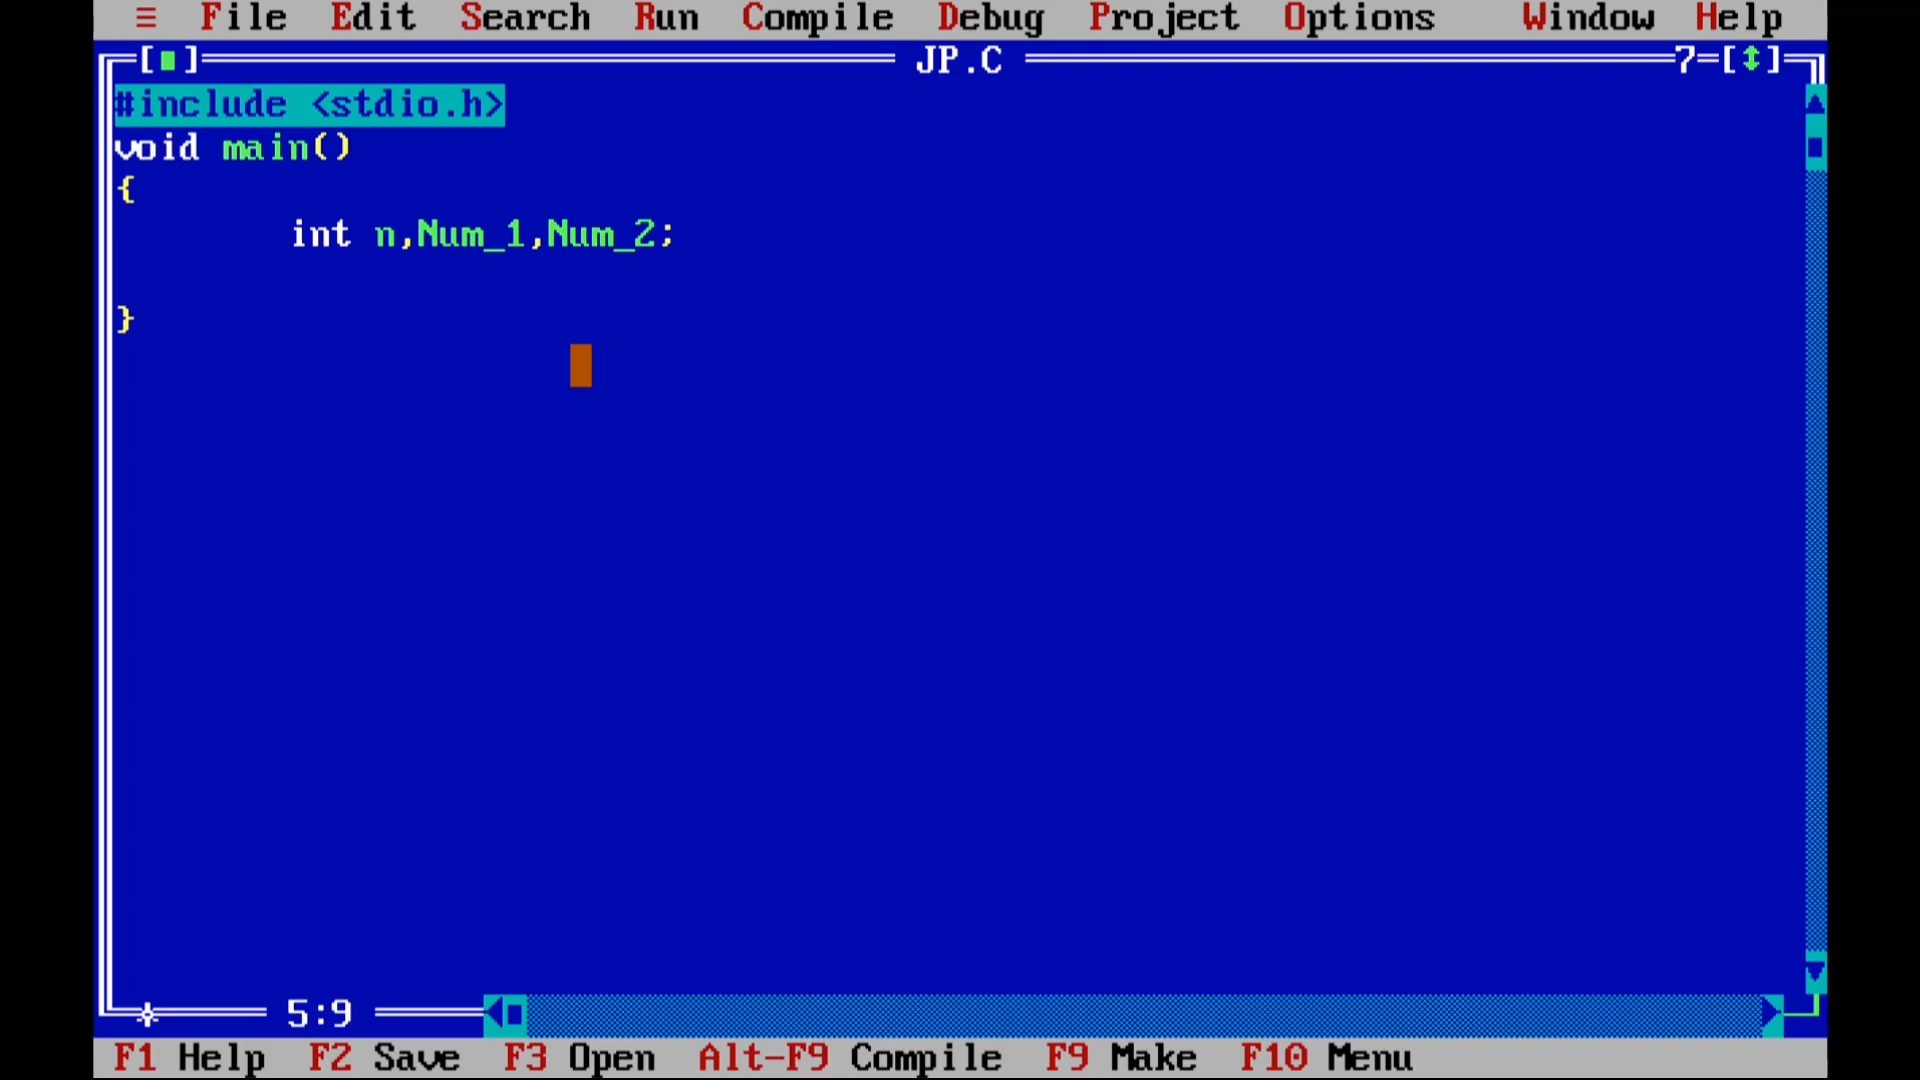 ≡ File Edit Search Run Compile Debug Project Options Window Help
[■] JP.C 7=[↕]
#include <stdio.h>
void main()
{
int n,Num_1,Num_2;
}
5:9
F1 Help F2 Save F3 Open Alt-F9 Compile F9 Make F10 Menu